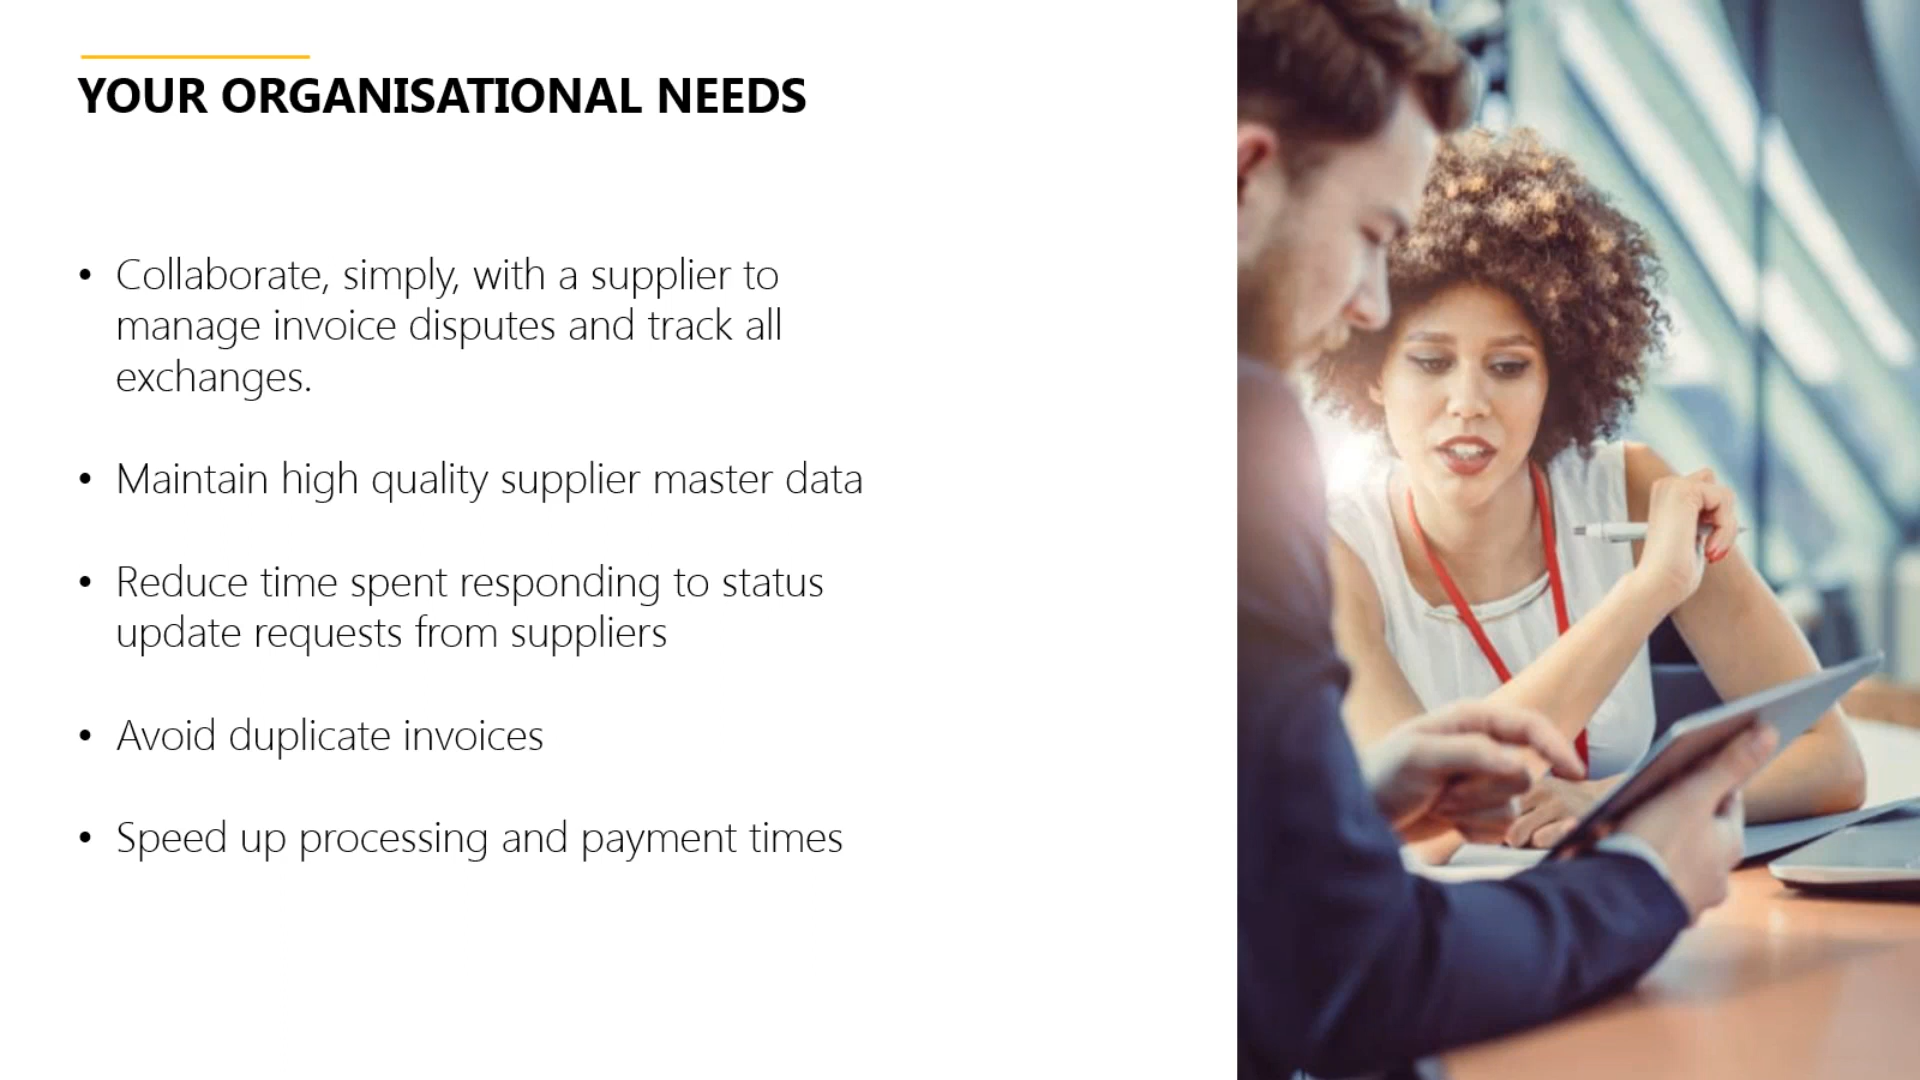 YOUR ORGANISATIONAL NEEDS
• Collaborate, simply, with a supplier to
manage invoice disputes and track all
exchanges.
• Maintain high quality supplier master data
• Reduce time spent responding to status
update requests from suppliers
• Avoid duplicate invoices
• Speed up processing and payment times